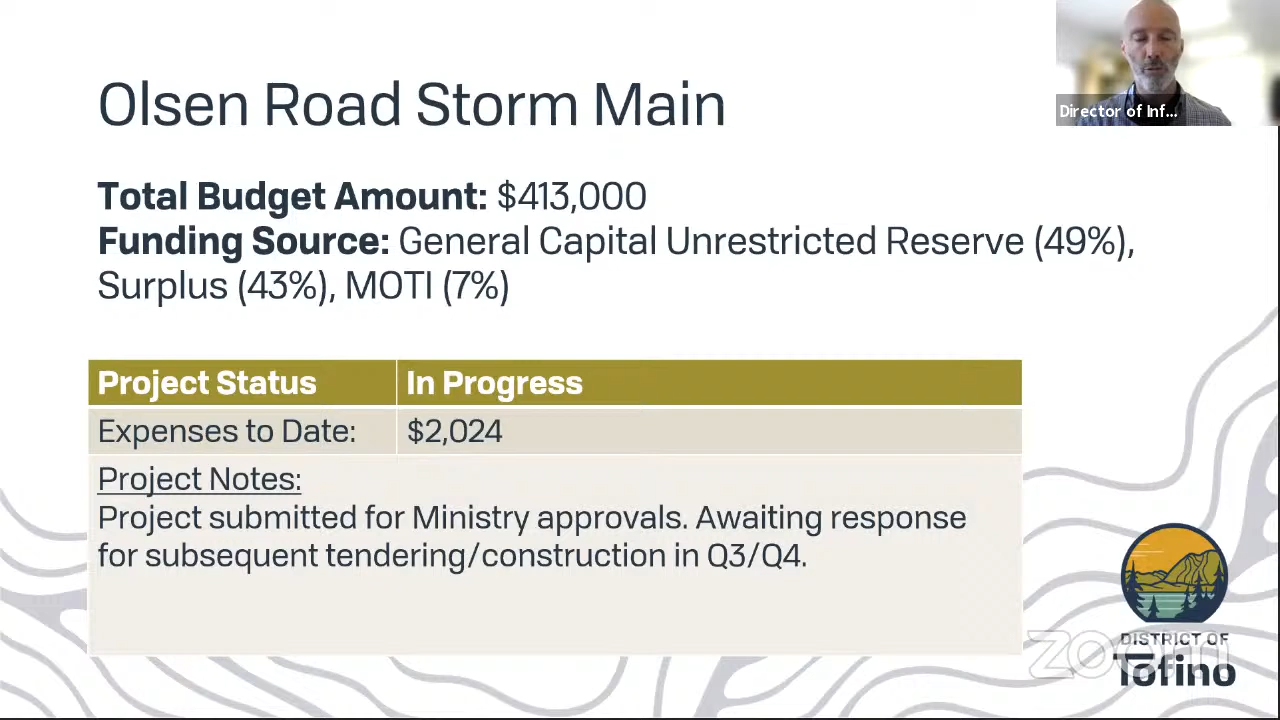 Olsen Road Storm Main
Director of Inf...
Total Budget Amount: $413,000
Funding Source: General Capital Unrestricted Reserve (49%),
Surplus (43%), MOTI (7%)
Project Status In Progress
Expenses to Date: $2,024
Project Notes:
Project submitted for Ministry approvals. Awaiting response
for subsequent tendering/construction in Q3/Q4.
zoom
DISTRICT OF
Tofino